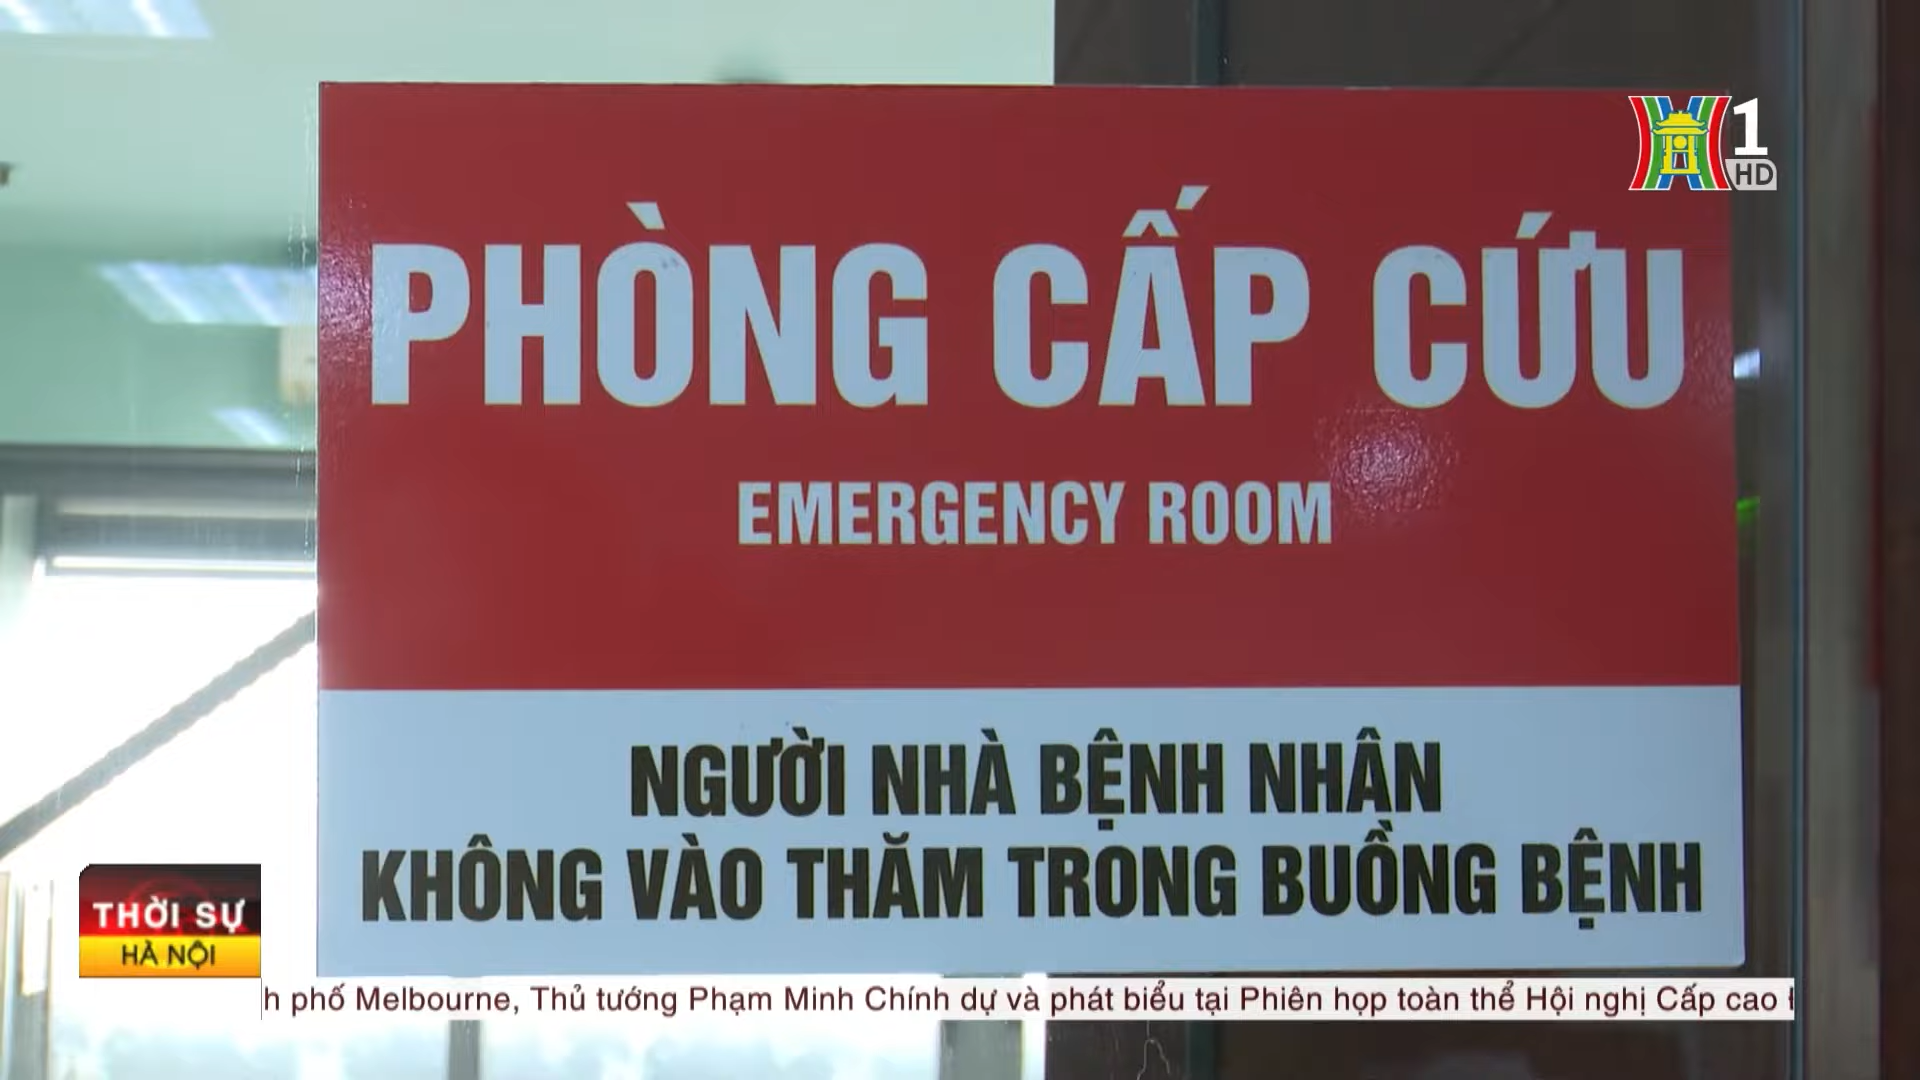 1
HD
PHÒNG CẤP CỨU
EMERGENCY ROOM
NGƯỜI NHÀ BỆNH NHÂN
KHÔNG VÀO THĂM TRONG BUỒNG BỆNH
THỜI SỰ
HÀ NỘI
phố Melbourne, Thủ tướng Phạm Minh Chính dự và phát biểu tại Phiên họp toàn thể Hội nghị Cấp cao